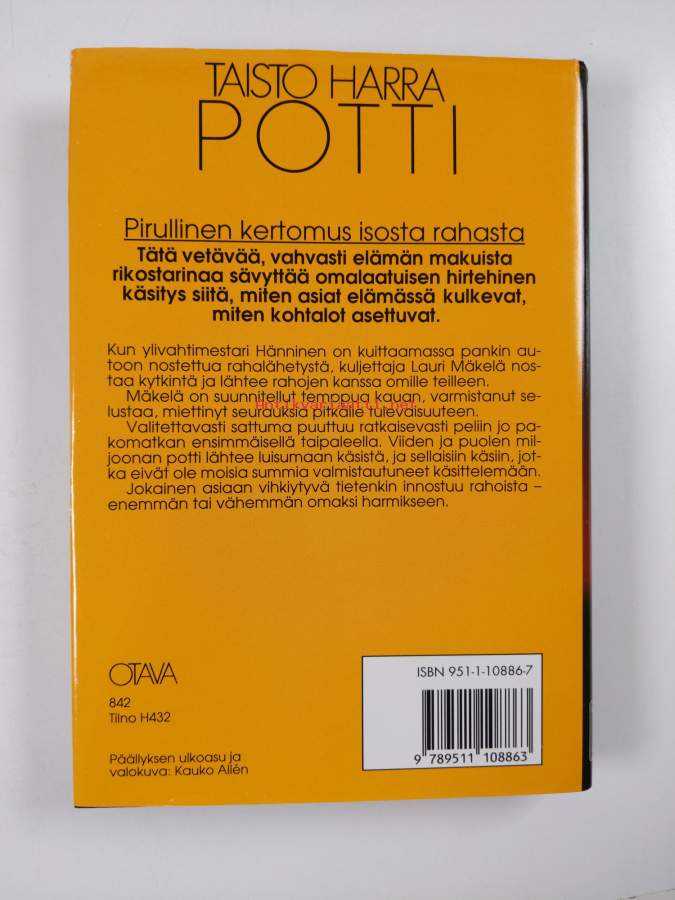 TAISTO HARRA
POTTI
Pirullinen kertomus isosta rahasta
Tätä vetävää, vahvasti elämän makuista
rikostarinaa sävyttää omalaatuisen hirtehinen
käsitys siitä, miten asiat elämässä kulkevat,
miten kohtalot asettuvat.
Kun ylivahtimestari Hänninen on kuittaamassa pankin au-
toon nostettua rahalähetystä, kuljettaja Lauri Mäkelä nos-
taa kytkintä ja lähtee rahojen kanssa omille teilleen.
Mäkelä on suunnitellut temppua kauan, varmistanut se-
lustaa, miettinyt seurauksia pitkälle tulevaisuuteen.
Antikvariaatti.net
Valitettavasti sattuma puuttuu ratkaisevasti peliin jo pa-
komatkan ensimmäisellä taipaleella. Viiden ja puolen mil-
joonan potti lähtee luisumaan käsistä, ja sellaisiin käsiin, jot-
ka eivät ole moisia summia valmistautuneet käsittelemään.
Jokainen asiaan vihkiytyvä tietenkin innostuu rahoista –
enemmän tai vähemmän omaksi harmikseen.
OTAVA
842
Tilno H432
Päällyksen ulkoasu ja
valokuva: Kauko Allén
ISBN 951-1-10886-7
9 789511 108863